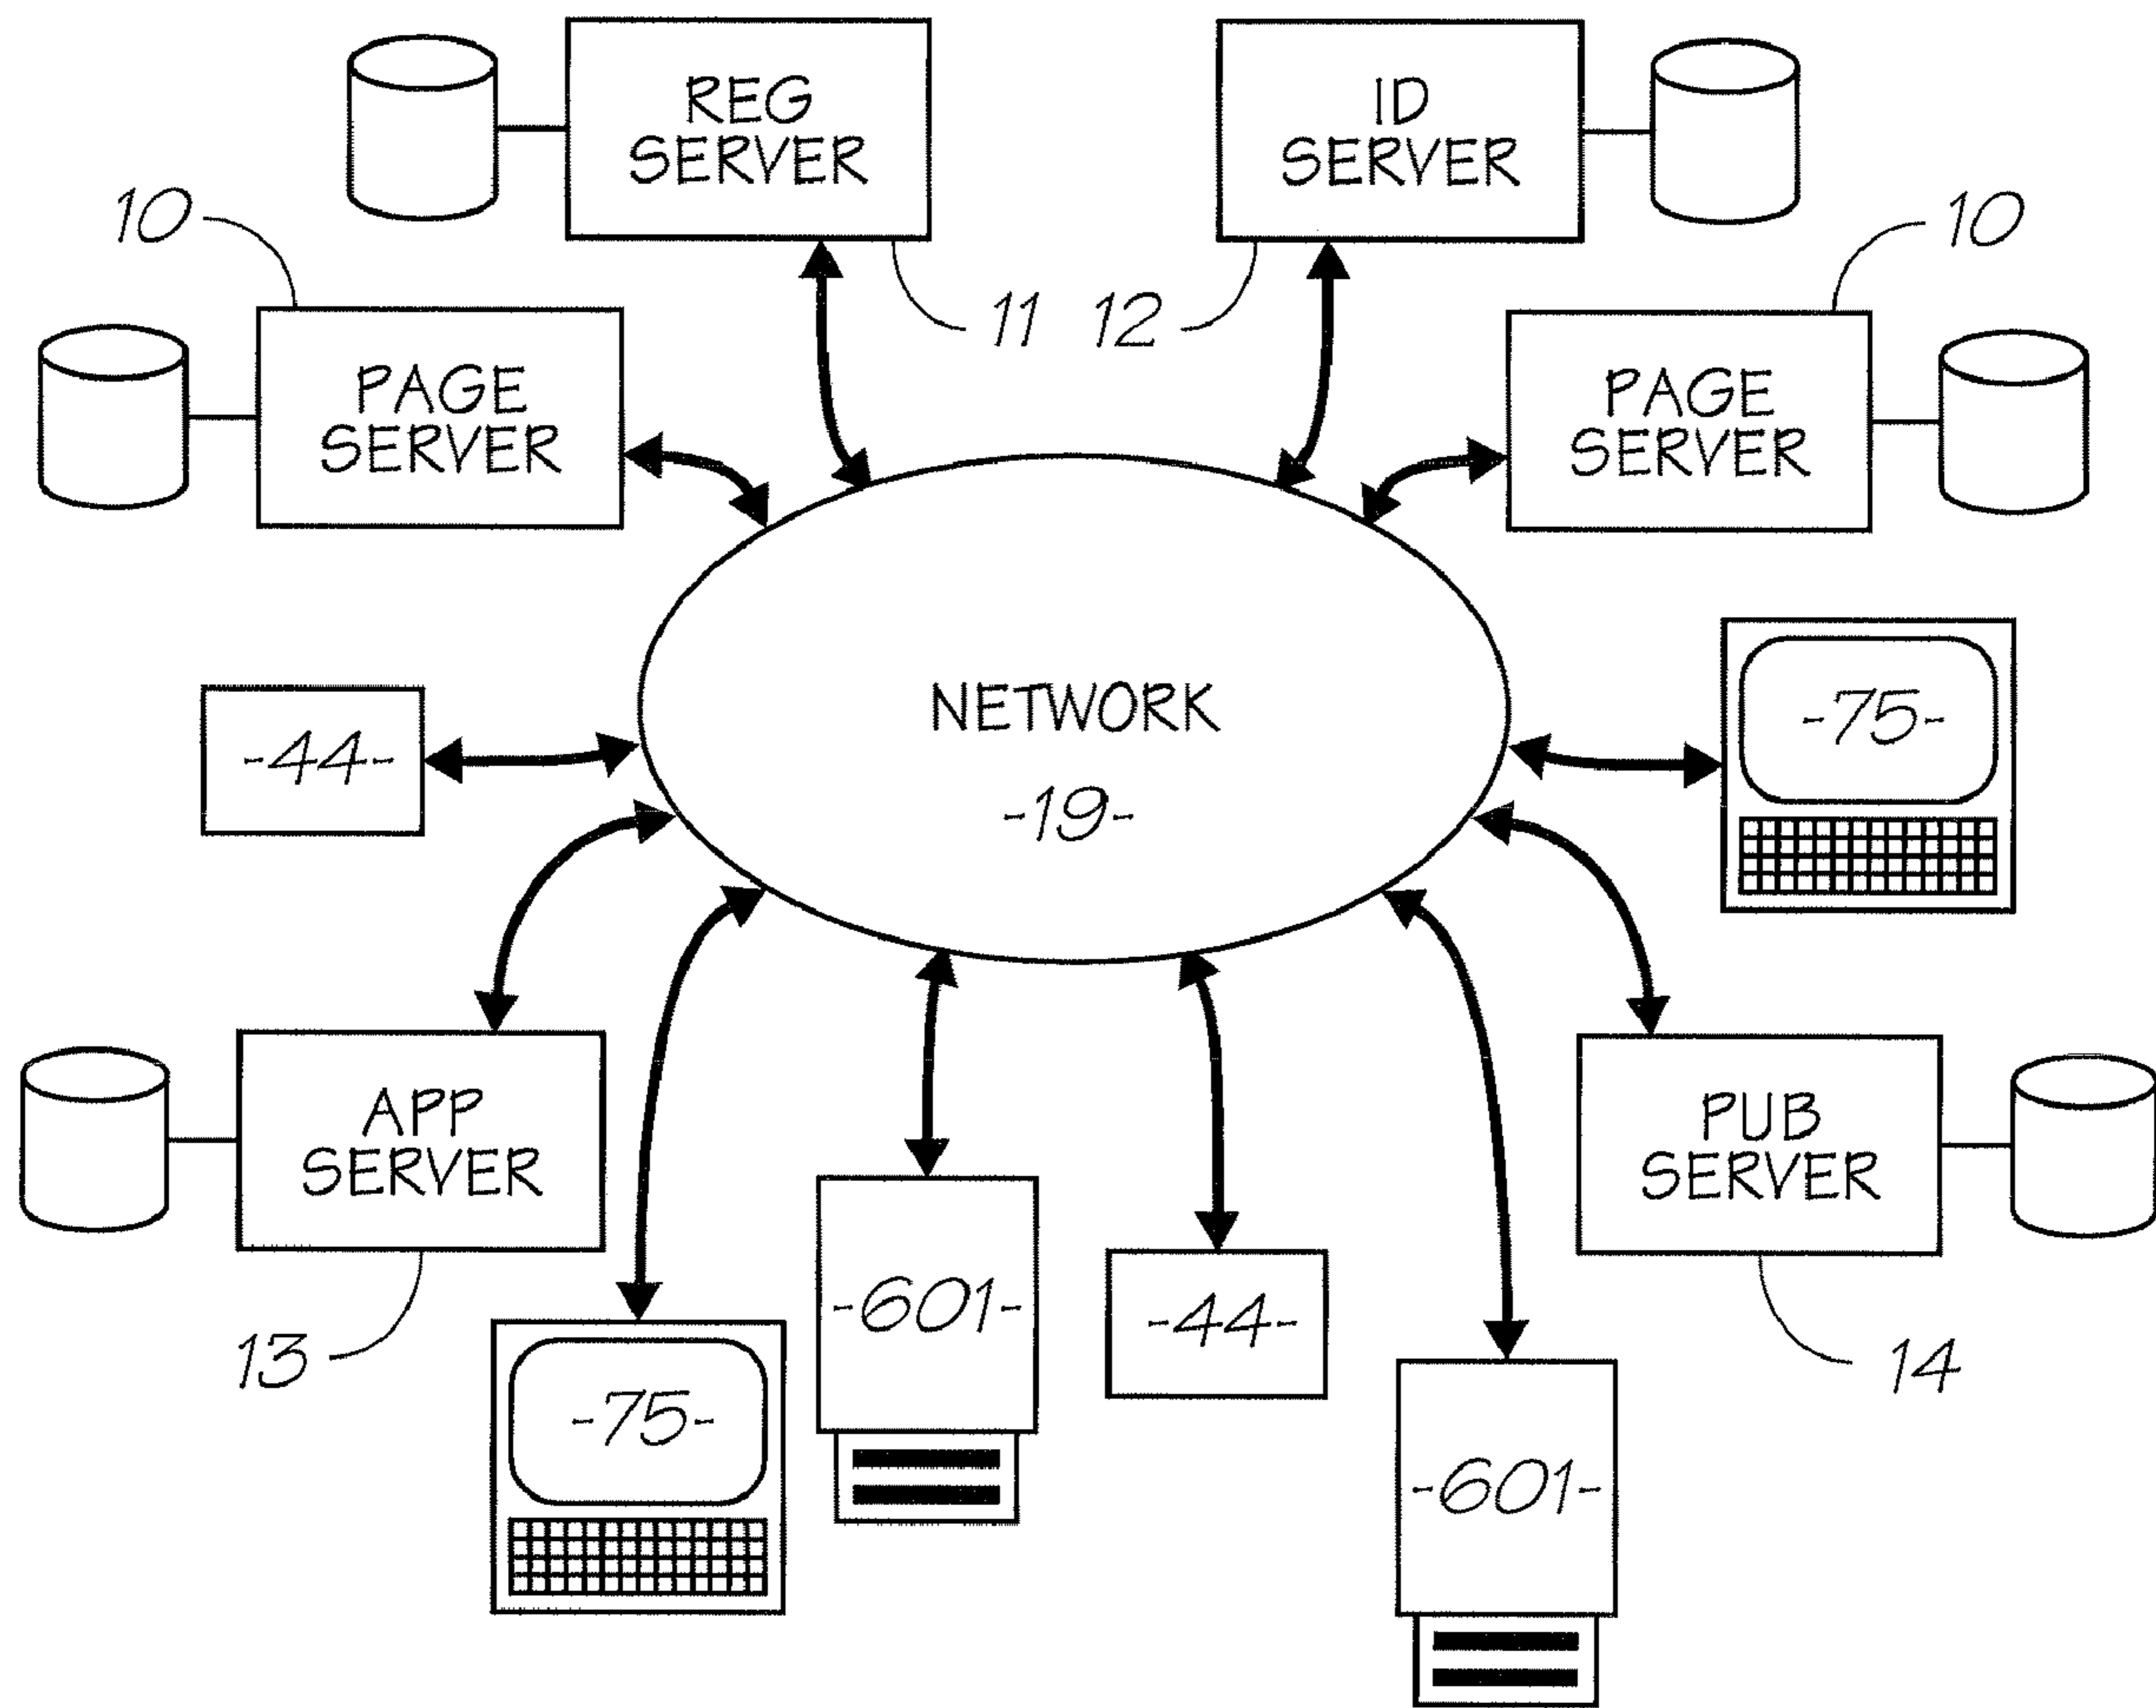 REG
SERVER
ID
SERVER
10
10
11
12
PAGE
SERVER
PAGE
SERVER
NETWORK
-19-
-44-
-75-
APP
SERVER
PUB
SERVER
13
-75-
-601-
-44-
-601-
14